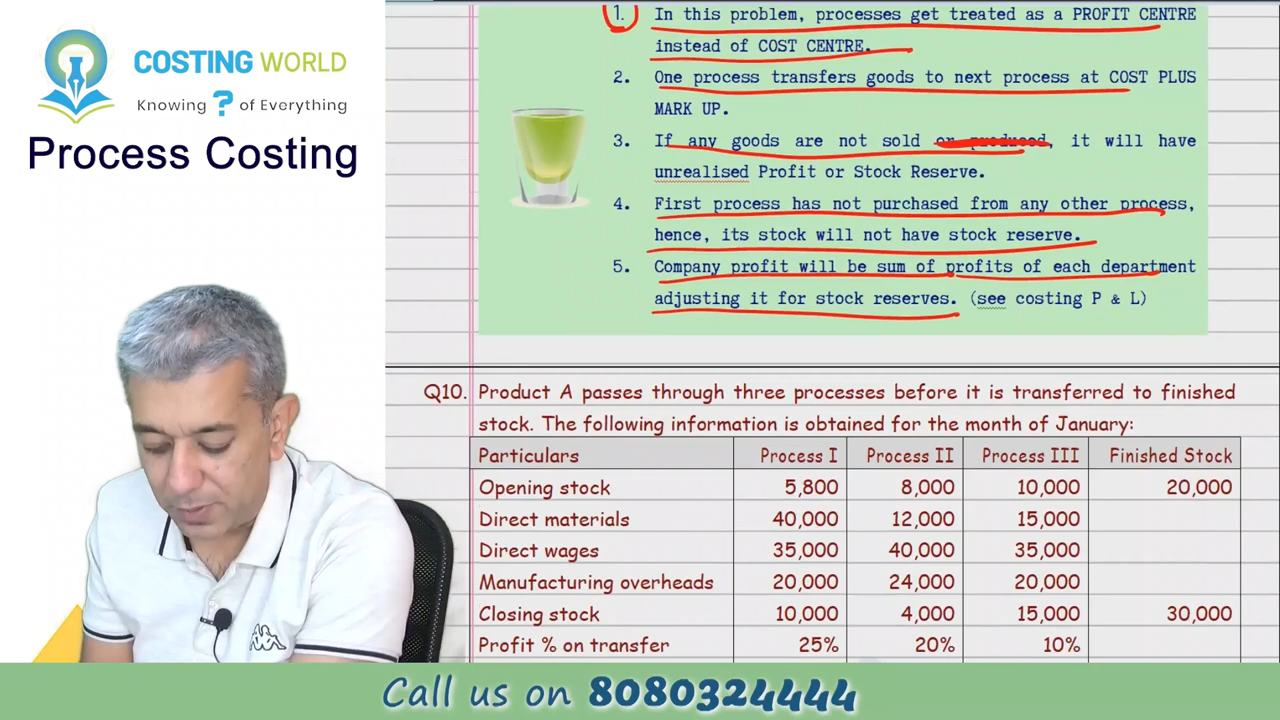 COSTING WORLD
Knowing ? of Everything
Process Costing
1. In this problem, processes get treated as a PROFIT CENTRE
instead of COST CENTRE.
2. One process transfers goods to next process at COST PLUS
MARK UP.
3. If any goods are not sold or produced, it will have
unrealised Profit or Stock Reserve.
4. First process has not purchased from any other process,
hence, its stock will not have stock reserve.
5. Company profit will be sum of profits of each department
adjusting it for stock reserves. (see costing P & L)
Q10. Product A passes through three processes before it is transferred to finished
stock. The following information is obtained for the month of January:
Particulars Process I Process II Process III Finished Stock
Opening stock 5,800 8,000 10,000 20,000
Direct materials 40,000 12,000 15,000
Direct wages 35,000 40,000 35,000
Manufacturing overheads 20,000 24,000 20,000
Closing stock 10,000 4,000 15,000 30,000
Profit % on transfer 25% 20% 10%
Call us on 8080324444